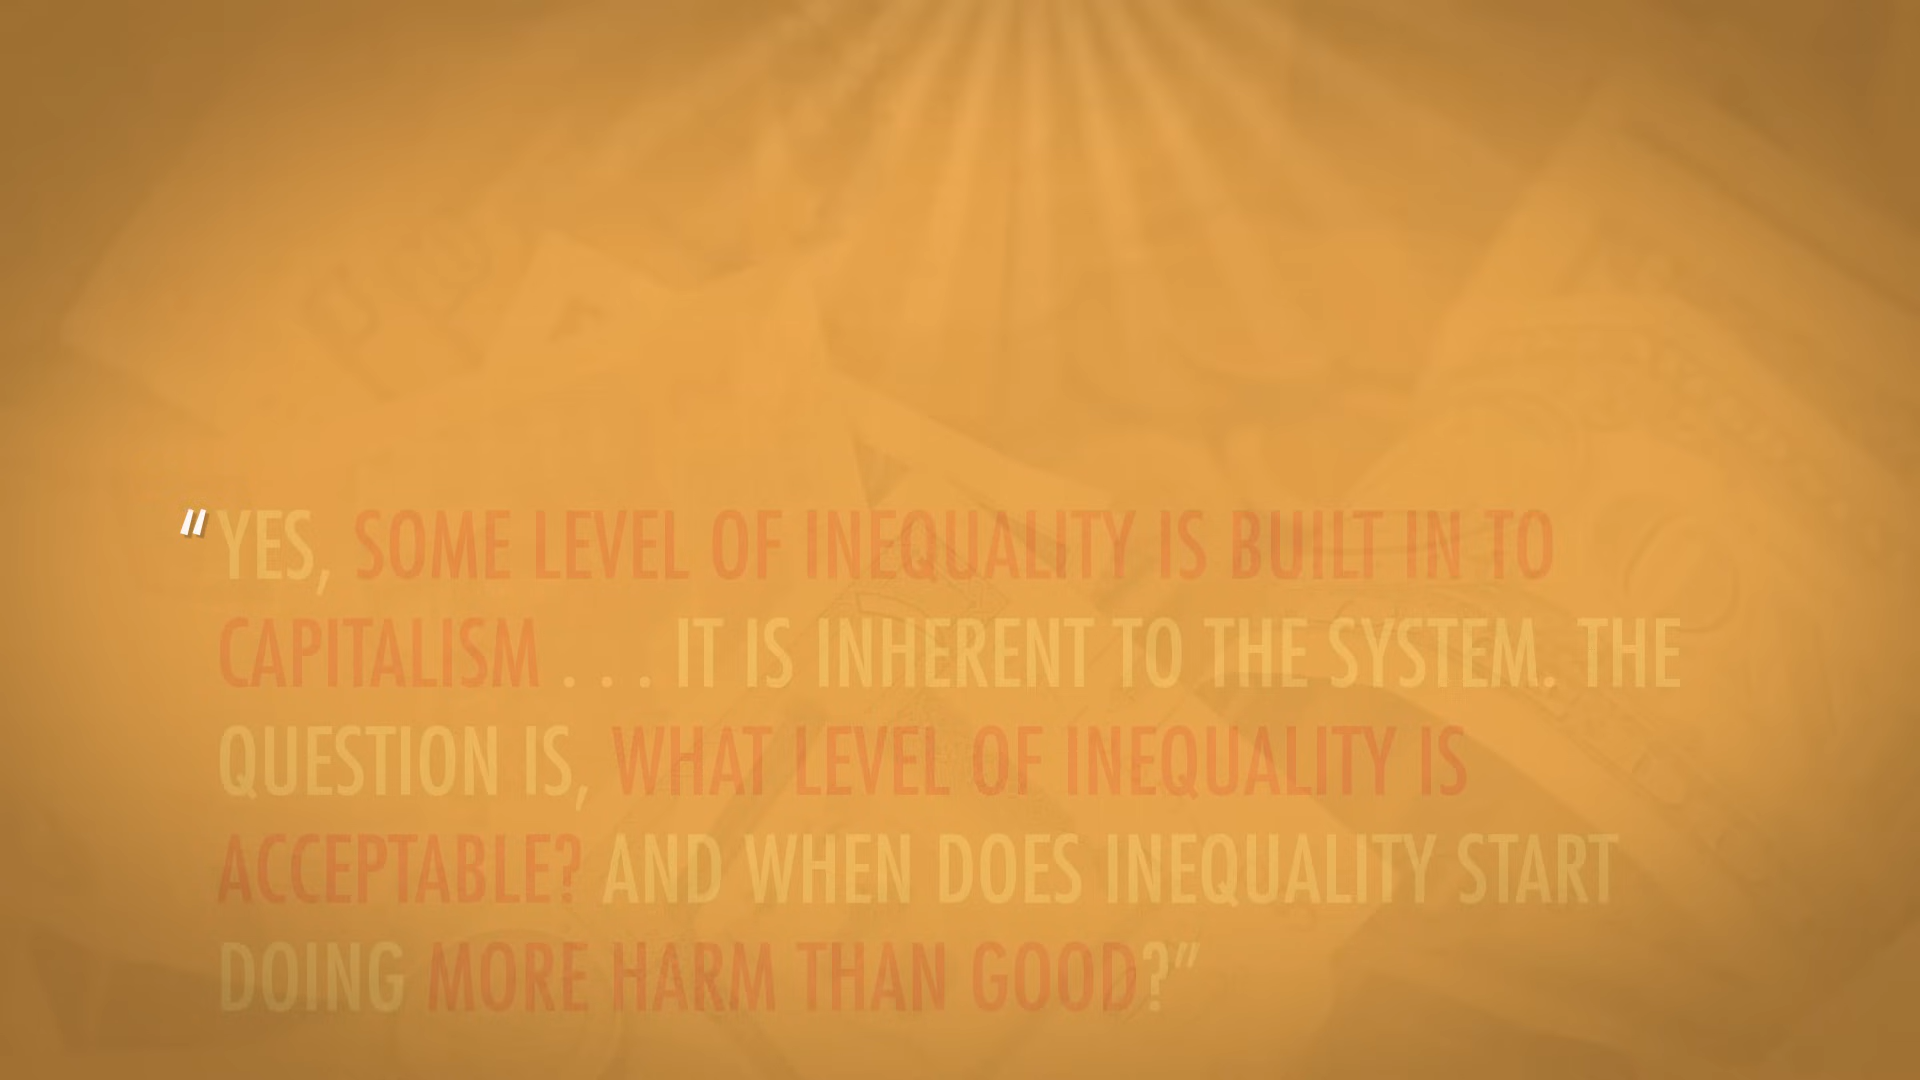 “YES, SOME LEVEL OF INEQUALITY IS BUILT IN TO
CAPITALISM . . . IT IS INHERENT TO THE SYSTEM. THE
QUESTION IS, WHAT LEVEL OF INEQUALITY IS
ACCEPTABLE? AND WHEN DOES INEQUALITY START
DOING MORE HARM THAN GOOD?”